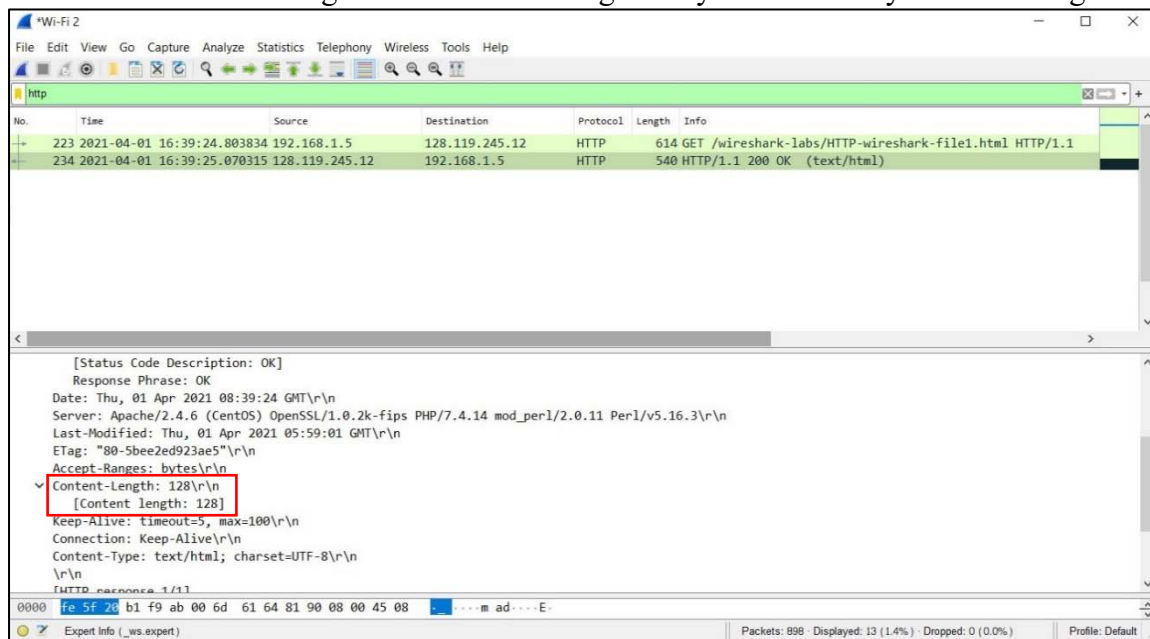 *Wi-Fi 2
File Edit View Go Capture Analyze Statistics Telephony Wireless Tools Help
http
No. Time Source Destination Protocol Length Info
223 2021-04-01 16:39:24.803834 192.168.1.5 128.119.245.12 HTTP 614 GET /wireshark-labs/HTTP-wireshark-file1.html HTTP/1.1
234 2021-04-01 16:39:25.070315 128.119.245.12 192.168.1.5 HTTP 540 HTTP/1.1 200 OK (text/html)
[Status Code Description: OK]
Response Phrase: OK
Date: Thu, 01 Apr 2021 08:39:24 GMT\r\n
Server: Apache/2.4.6 (CentOS) OpenSSL/1.0.2k-fips PHP/7.4.14 mod_perl/2.0.11 Perl/v5.16.3\r\n
Last-Modified: Thu, 01 Apr 2021 05:59:01 GMT\r\n
ETag: "80-5bee2ed923ae5"\r\n
Accept-Ranges: bytes\r\n
Content-Length: 128\r\n
[Content length: 128]
Keep-Alive: timeout=5, max=100\r\n
Connection: Keep-Alive\r\n
Content-Type: text/html; charset=UTF-8\r\n
\r\n
[HTTP response 1/1]
0000 fe 5f 20 b1 f9 ab 00 6d 61 64 81 90 08 00 45 08 ·_ ····m ad····E·
Expert Info (_ws.expert) Packets: 898 · Displayed: 13 (1.4%) · Dropped: 0 (0.0%) Profile: Default